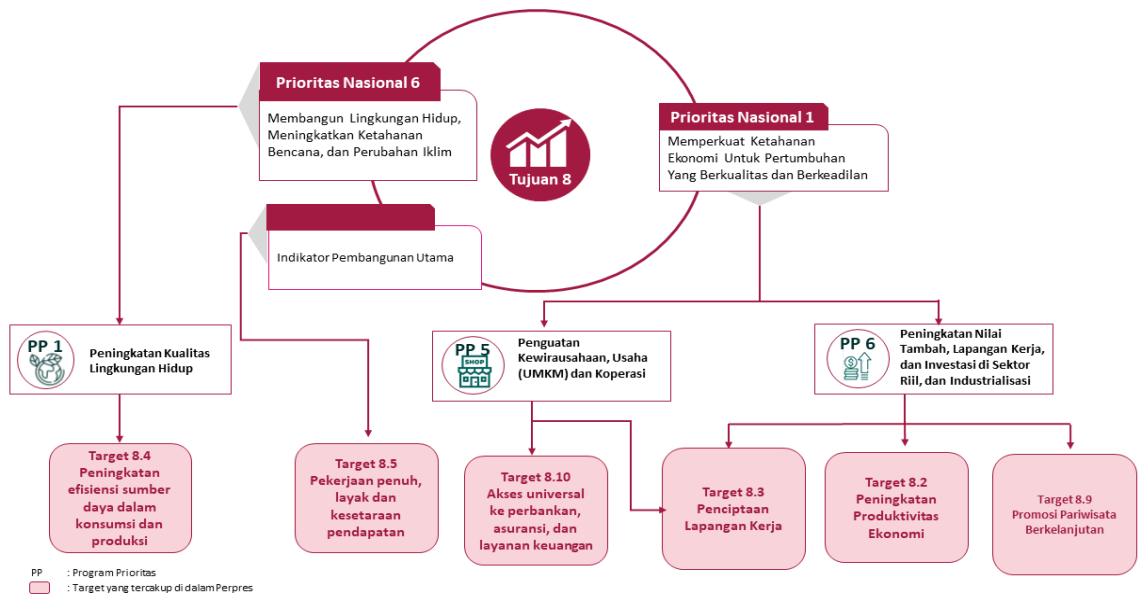 Prioritas Nasional 6
Membangun Lingkungan Hidup,
Meningkatkan Ketahanan
Bencana, dan Perubahan Iklim
Tujuan 8
Prioritas Nasional 1
Memperkuat Ketahanan
Ekonomi Untuk Pertumbuhan
Yang Berkualitas dan Berkeadilan
Indikator Pembangunan Utama
PP 1
Peningkatan Kualitas
Lingkungan Hidup
PP 5
SHOP
Penguatan
Kewirausahaan, Usaha
(UMKM) dan Koperasi
PP 6
Peningkatan Nilai
Tambah, Lapangan Kerja,
dan Investasi di Sektor
Riil, dan Industrialisasi
Target 8.4
Peningkatan
efisiensi sumber
daya dalam
konsumsi dan
produksi
Target 8.5
Pekerjaan penuh,
layak dan
kesetaraan
pendapatan
Target 8.10
Akses universal
ke perbankan,
asuransi, dan
layanan keuangan
Target 8.3
Penciptaan
Lapangan Kerja
Target 8.2
Peningkatan
Produktivitas
Ekonomi
Target 8.9
Promosi Pariwisata
Berkelanjutan
PP : Program Prioritas
: Target yang tercakup di dalam Perpres